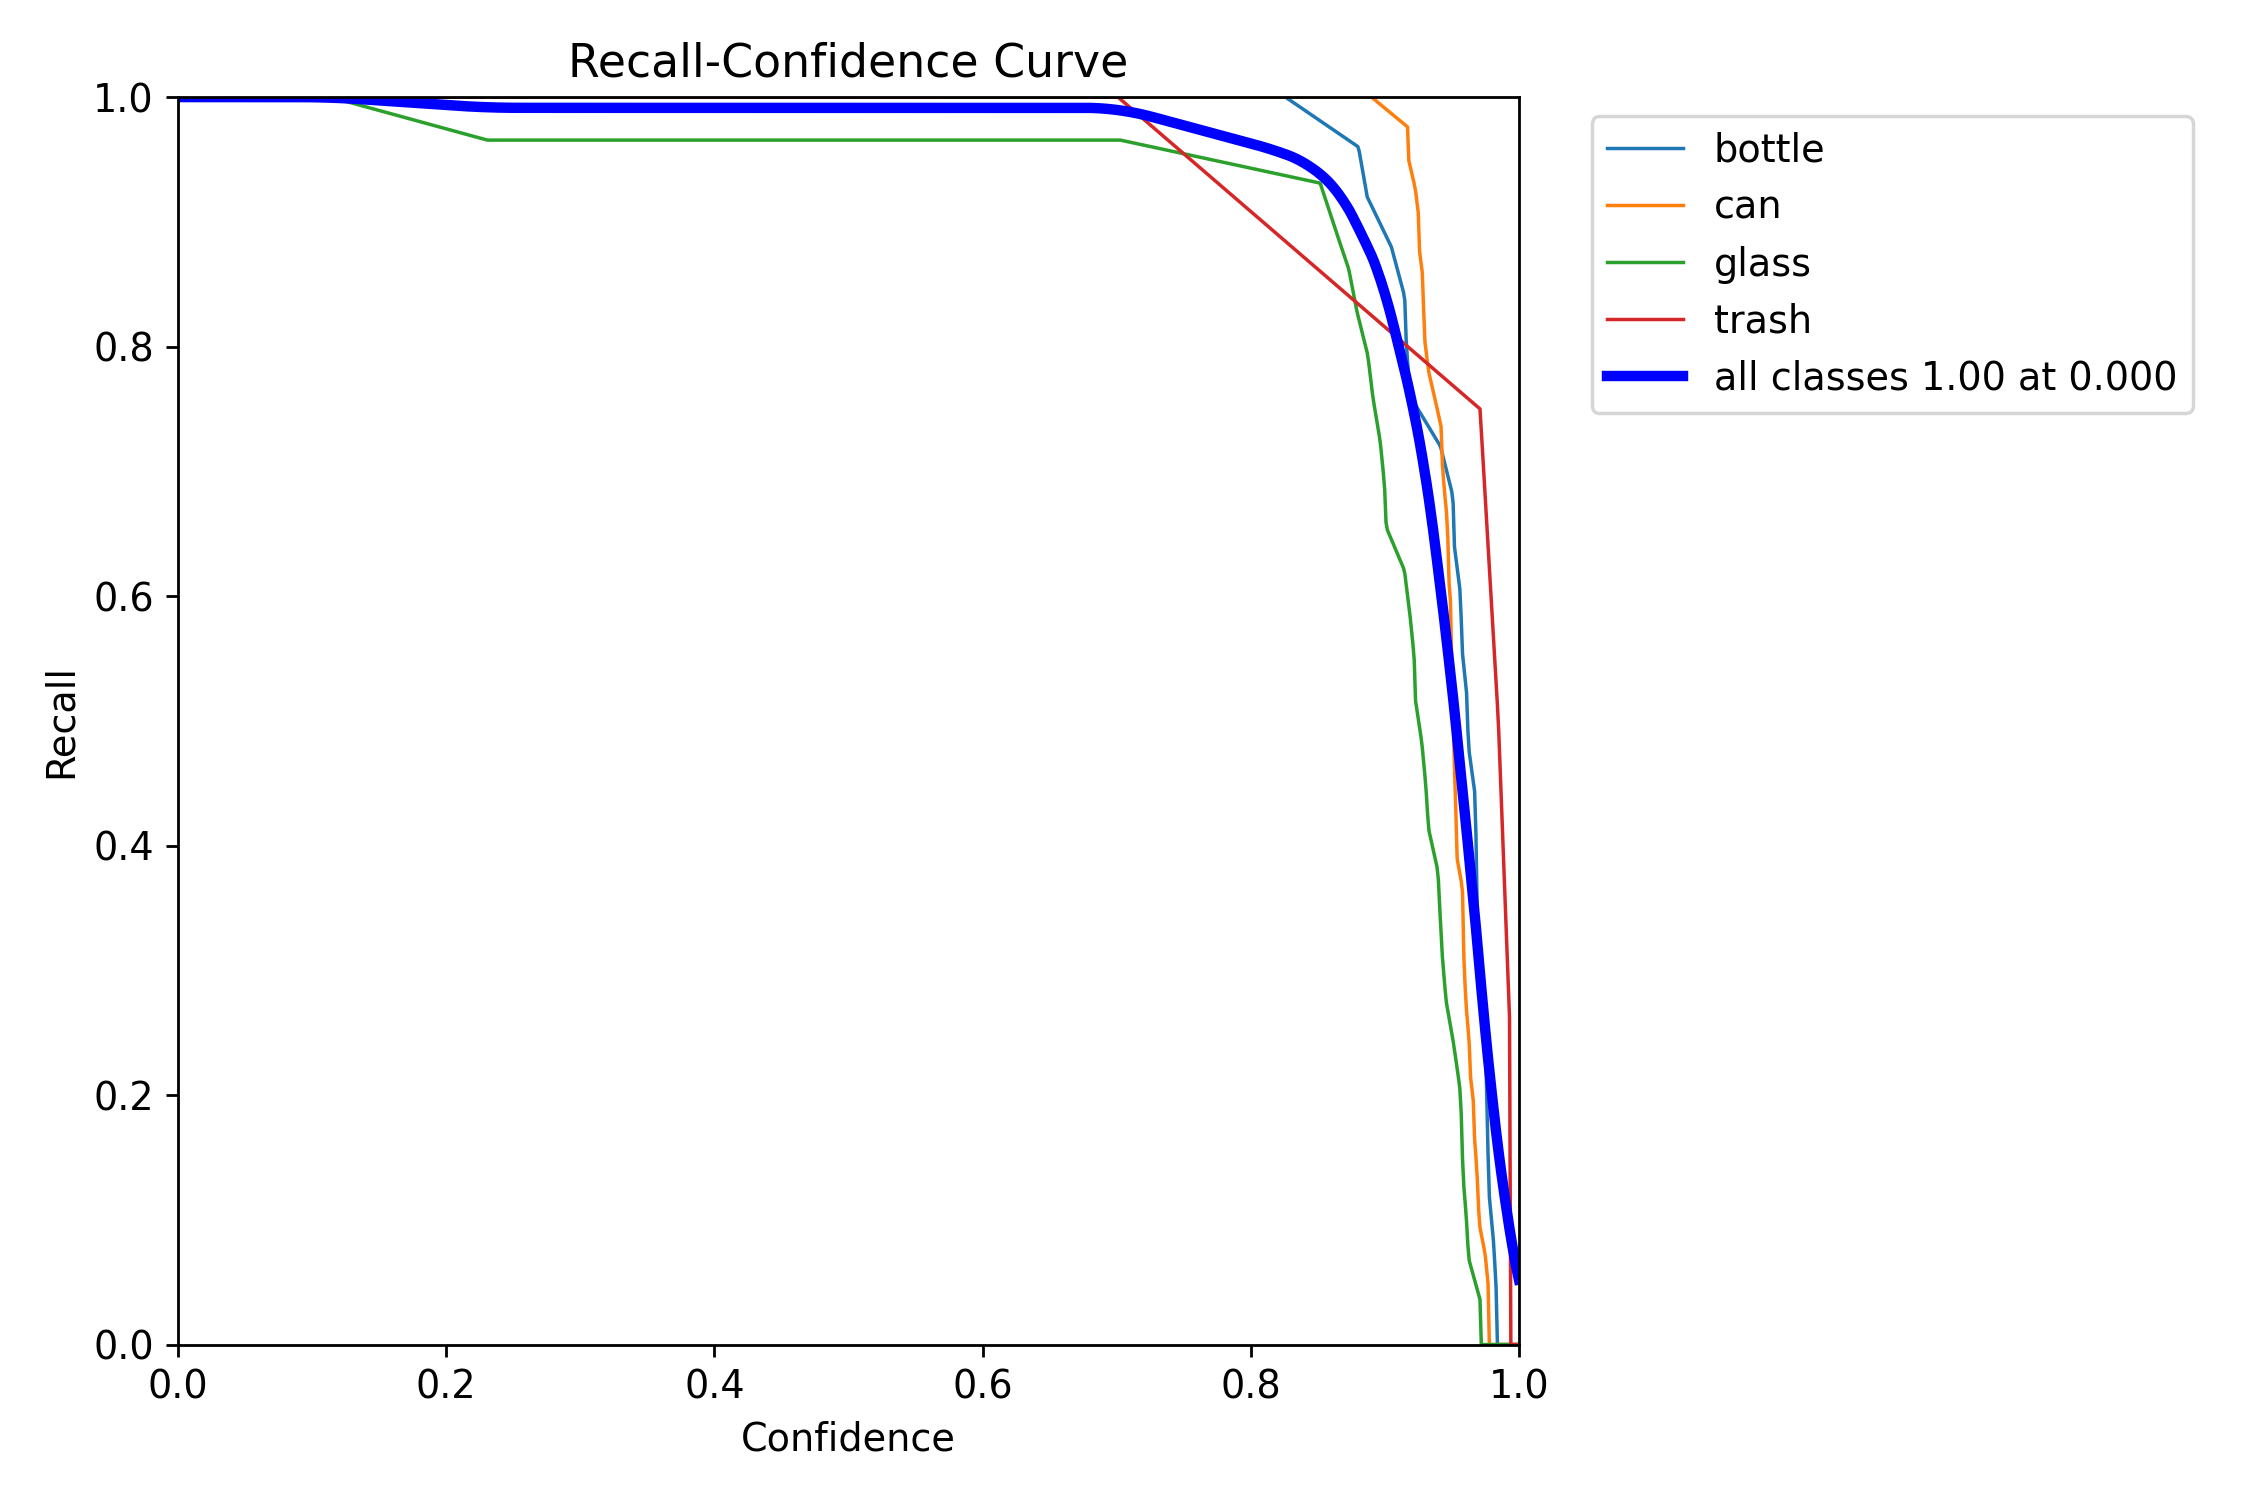 Recall-Confidence Curve
1.0
0.8
0.6
0.4
0.2
0.0
Recall
0.0 0.2 0.4 0.6 0.8 1.0
Confidence
bottle
can
glass
trash
all classes 1.00 at 0.000